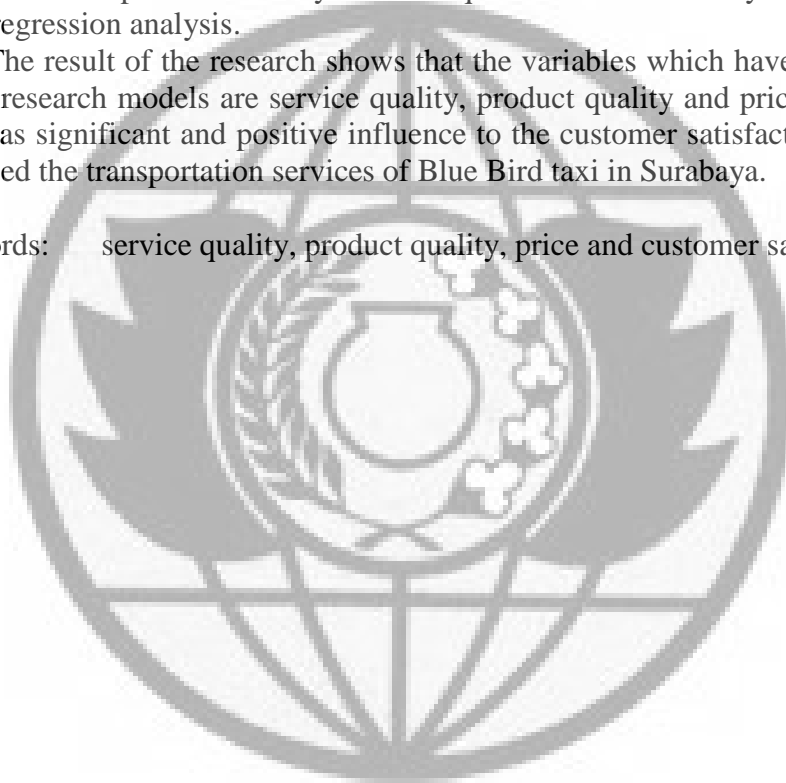 regression analysis.
The result of the research shows that the variables which have
research models are service quality, product quality and pric
as significant and positive influence to the customer satisfact
ed the transportation services of Blue Bird taxi in Surabaya.
rds: service quality, product quality, price and customer sa